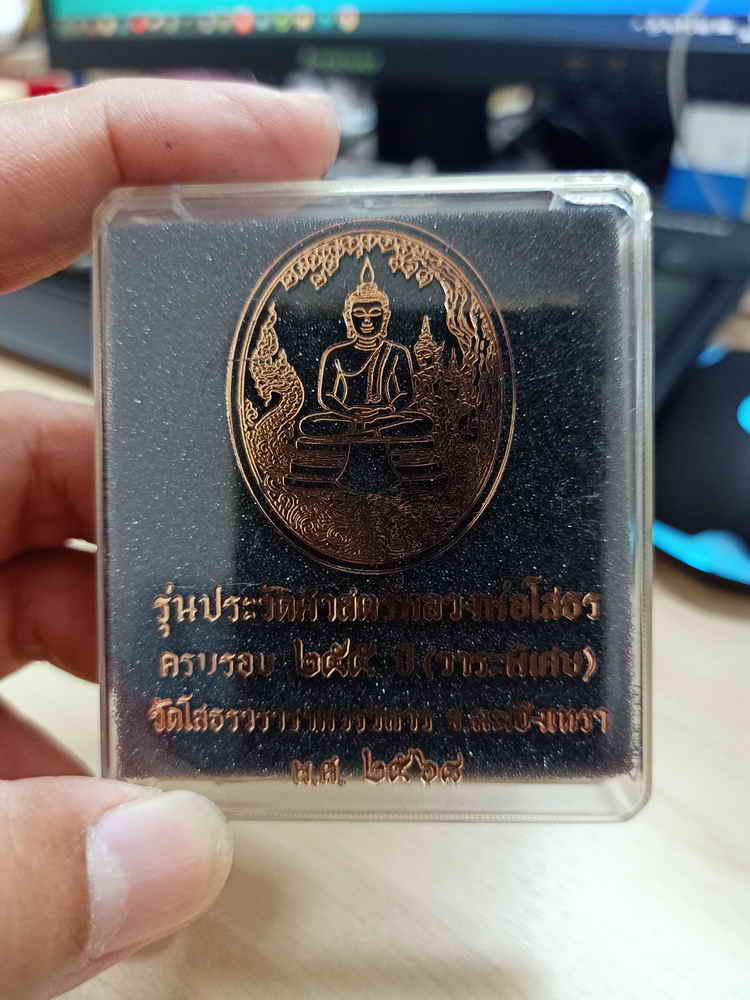 รุ่นประวัติศาสตร์หลวงพ่อโสธร
ครบรอบ ๒๕๕ ปี (วาระพิเศษ)
วัดโสธรวรารามวรวิหาร จ.ฉะเชิงเทรา
พ.ศ. ๒๕๖๘